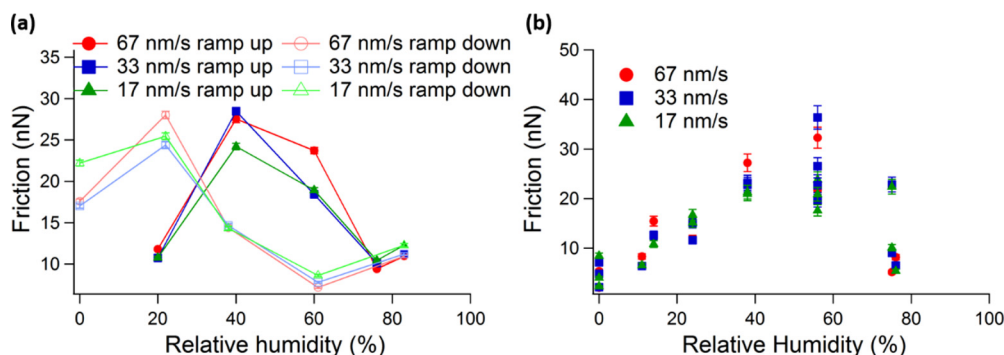 (a)
67 nm/s ramp up 67 nm/s ramp down
33 nm/s ramp up 33 nm/s ramp down
17 nm/s ramp up 17 nm/s ramp down
Friction (nN)
35
30
25
20
15
10
0 20 40 60 80 100
Relative humidity (%)
(b)
67 nm/s
33 nm/s
17 nm/s
Friction (nN)
50
40
30
20
10
0 20 40 60 80 100
Relative Humidity (%)